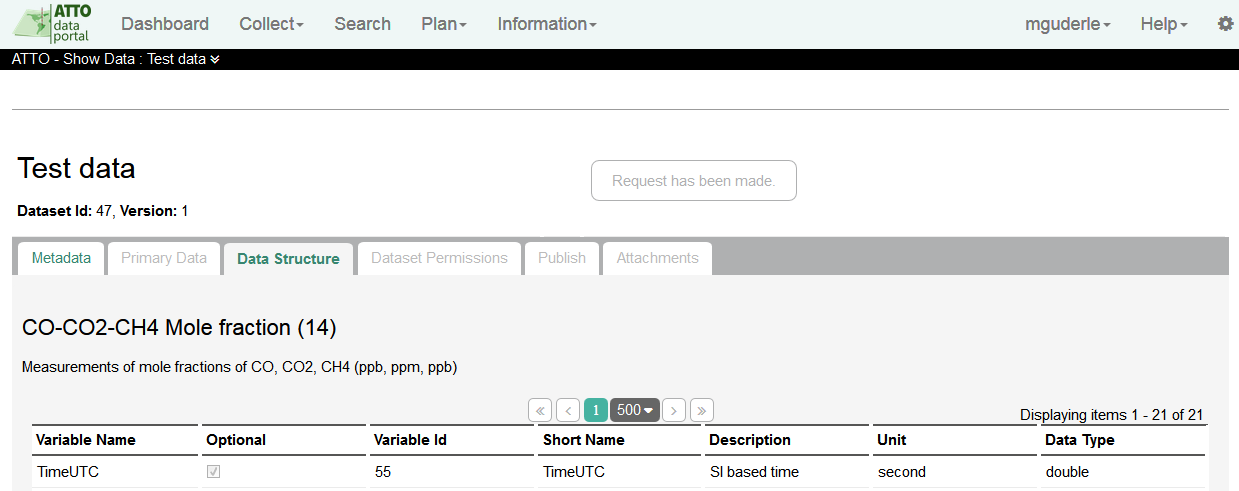 ATTO
data
portal
Dashboard Collect Search Plan Information mguderle Help
ATTO - Show Data : Test data
Test data
Request has been made.
Dataset Id: 47, Version: 1
Metadata Primary Data Data Structure Dataset Permissions Publish Attachments
CO-CO2-CH4 Mole fraction (14)
Measurements of mole fractions of CO, CO2, CH4 (ppb, ppm, ppb)
« ‹ 1 500 › »
Displaying items 1 - 21 of 21
Variable Name Optional Variable Id Short Name Description Unit Data Type
TimeUTC 55 TimeUTC SI based time second double